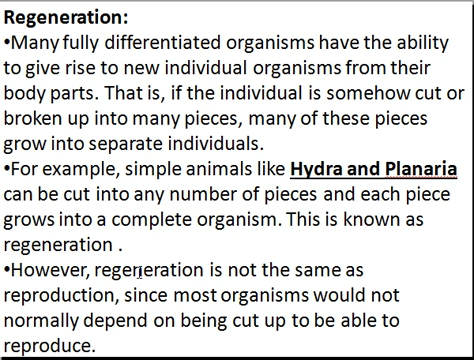 Regeneration:
•Many fully differentiated organisms have the ability
to give rise to new individual organisms from their
body parts. That is, if the individual is somehow cut or
broken up into many pieces, many of these pieces
grow into separate individuals.
•For example, simple animals like Hydra and Planaria
can be cut into any number of pieces and each piece
grows into a complete organism. This is known as
regeneration .
•However, regeneration is not the same as
reproduction, since most organisms would not
normally depend on being cut up to be able to
reproduce.